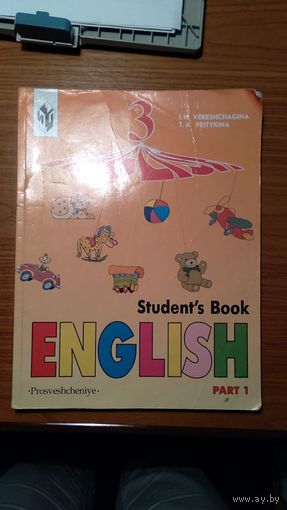 3
I.N. VERESHCHAGINA
T.A. PRITYKINA
Student's Book
ENGLISH
PART 1
·Prosveshcheniye·
www.ay.by